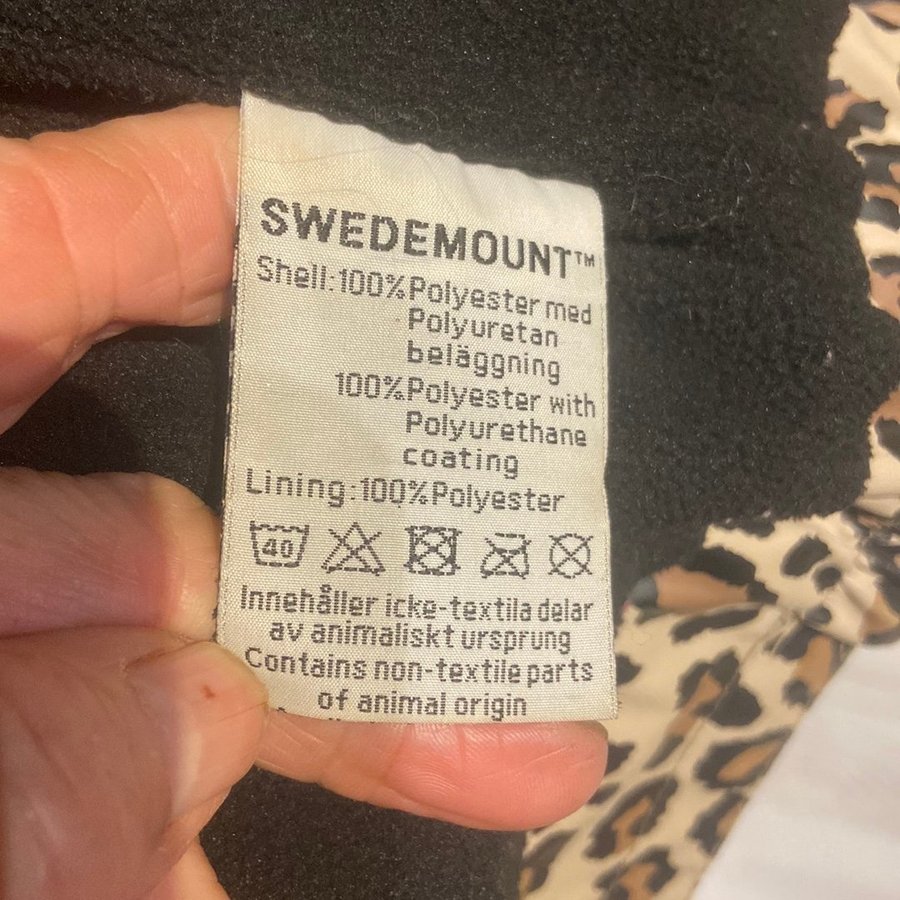 SWEDEMOUNT™
Shell:100%Polyester med
Polyuretan
beläggning
100%Polyester with
Polyurethane
coating
Lining:100%Polyester
40
Innehåller icke-textila delar
av animaliskt ursprung
Contains non-textile parts
of animal origin